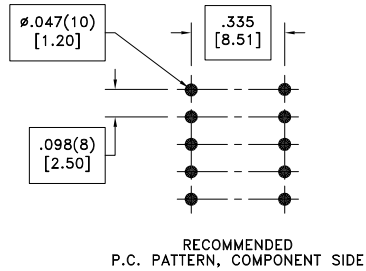 ø.047(10)
[1.20]
.335
[8.51]
.098(8)
[2.50]
RECOMMENDED
P.C. PATTERN, COMPONENT SIDE